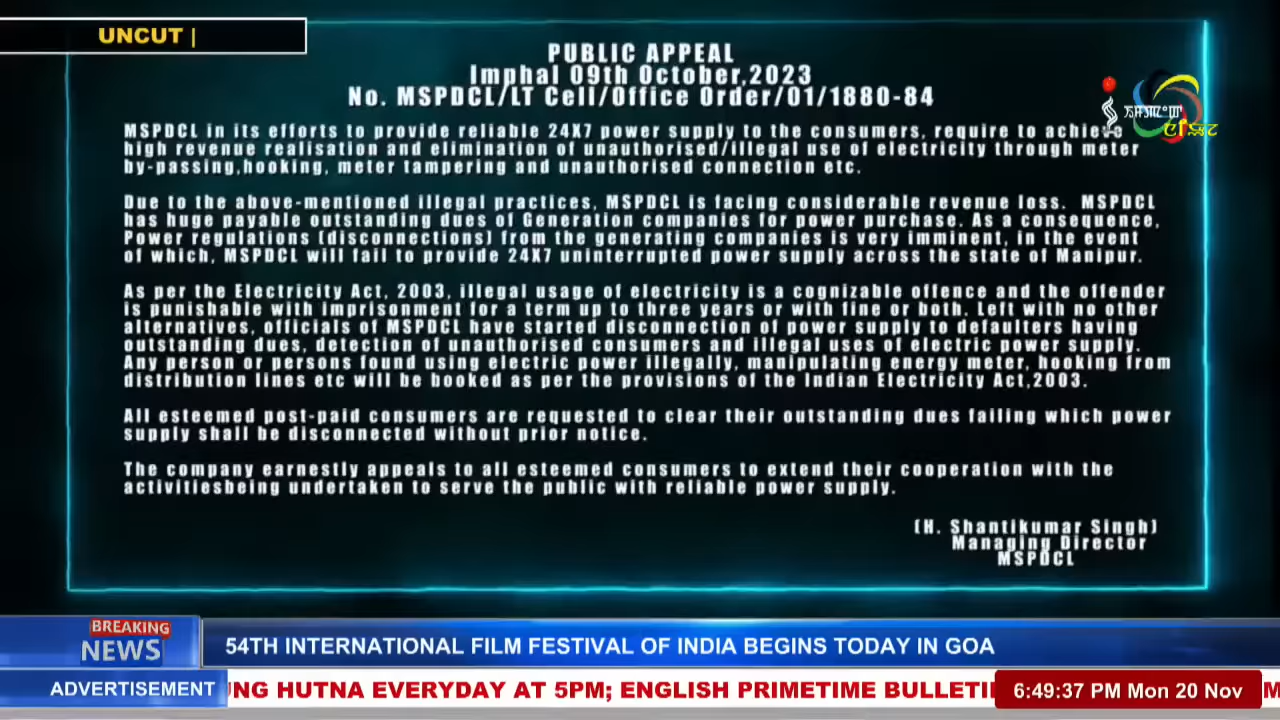 UNCUT |
PUBLIC APPEAL
Imphal 09th October,2023
No. MSPDCL/LT Cell/Office Order/01/1880-84
MSPDCL in its efforts to provide reliable 24X7 power supply to the consumers, require to achieve
high revenue realisation and elimination of unauthorised/illegal use of electricity through meter
by-passing,hooking, meter tampering and unauthorised connection etc.
Due to the above-mentioned illegal practices, MSPDCL is facing considerable revenue loss. MSPDCL
has huge payable outstanding dues of Generation companies for power purchase. As a consequence,
Power regulations (disconnections) from the generating companies is very imminent, in the event
of which, MSPDCL will fail to provide 24X7 uninterrupted power supply across the state of Manipur.
As per the Electricity Act, 2003, illegal usage of electricity is a cognizable offence and the offender
is punishable with imprisonment for a term up to three years or with fine or both. Left with no other
alternatives, officials of MSPDCL have started disconnection of power supply to defaulters having
outstanding dues, detection of unauthorised consumers and illegal uses of electric power supply.
Any person or persons found using electric power illegally, manipulating energy meter, hooking from
distribution lines etc will be booked as per the provisions of the Indian Electricity Act,2003.
All esteemed post-paid consumers are requested to clear their outstanding dues failing which power
supply shall be disconnected without prior notice.
The company earnestly appeals to all esteemed consumers to extend their cooperation with the
activitiesbeing undertaken to serve the public with reliable power supply.
(H. Shantikumar Singh)
Managing Director
MSPDCL
BREAKING
NEWS
54TH INTERNATIONAL FILM FESTIVAL OF INDIA BEGINS TODAY IN GOA
ADVERTISEMENT
HUTNA EVERYDAY AT 5PM; ENGLISH PRIMETIME
6:49:37 PM Mon 20 Nov